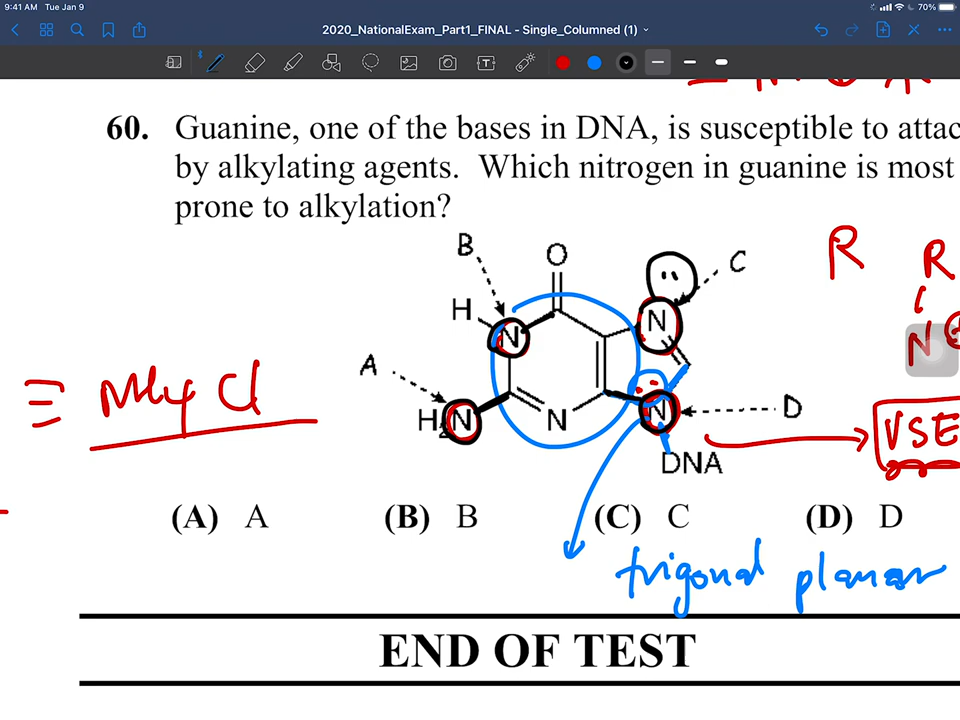 9:41 AM Tue Jan 9
70%
2020_NationalExam_Part1_FINAL - Single_Columned (1)
60. Guanine, one of the bases in DNA, is susceptible to attac
by alkylating agents. Which nitrogen in guanine is most
prone to alkylation?
B
O
C
R
R
H
N
N
N
A
H2N
N
N
D
DNA
Cl
VSE
(A) A (B) B (C) C (D) D
trigonal planar
END OF TEST